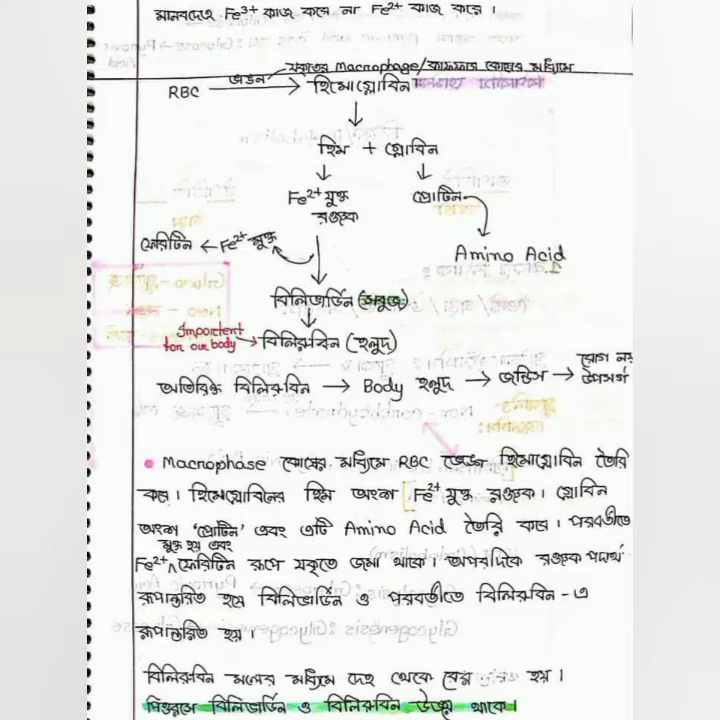 মানবদেহে Fe³⁺ কাজ করে না Fe²⁺ কাজ করে।
যকৃতের Macrophage/কাফফার কোষের মাধ্যমে
RBC ভাঙন → হিমোগ্লোবিন
↓
হিম + গ্লোবিন
↓ ↓
Fe²⁺যুক্ত প্রোটিন
রঞ্জক
ফেরিটিন ← Fe²⁺ মুক্ত
Amino Acid
বিলিভার্ডিন (সবুজ)
↓
Important for our body → বিলিরুবিন (হলুদ)
অতিরিক্ত বিলিরুবিন → Body হলুদ → জন্ডিস → রোগ নয় উপসর্গ
• Macrophase কোষের মাধ্যমে RBC ভেঙে হিমোগ্লোবিন তৈরি
করে। হিমোগ্লোবিনের হিম অংশ Fe²⁺ যুক্ত রঞ্জক। গ্লোবিন
অংশ 'প্রোটিন' এবং এটি Amino Acid তৈরি করে। পরবর্তীতে
Fe²⁺ মুক্ত হয় এবং ফেরিটিন রূপে যকৃতে জমা থাকে। অপরদিকে রঞ্জক পদার্থ
রূপান্তরিত হয়ে বিলিভার্ডিন ও পরবর্তীতে বিলিরুবিন-এ
রূপান্তরিত হয়।
বিলিরুবিন মলের মাধ্যমে দেহ থেকে বের হয়।
পিত্তরসে বিলিভার্ডিন ও বিলিরুবিন উভয় থাকে।